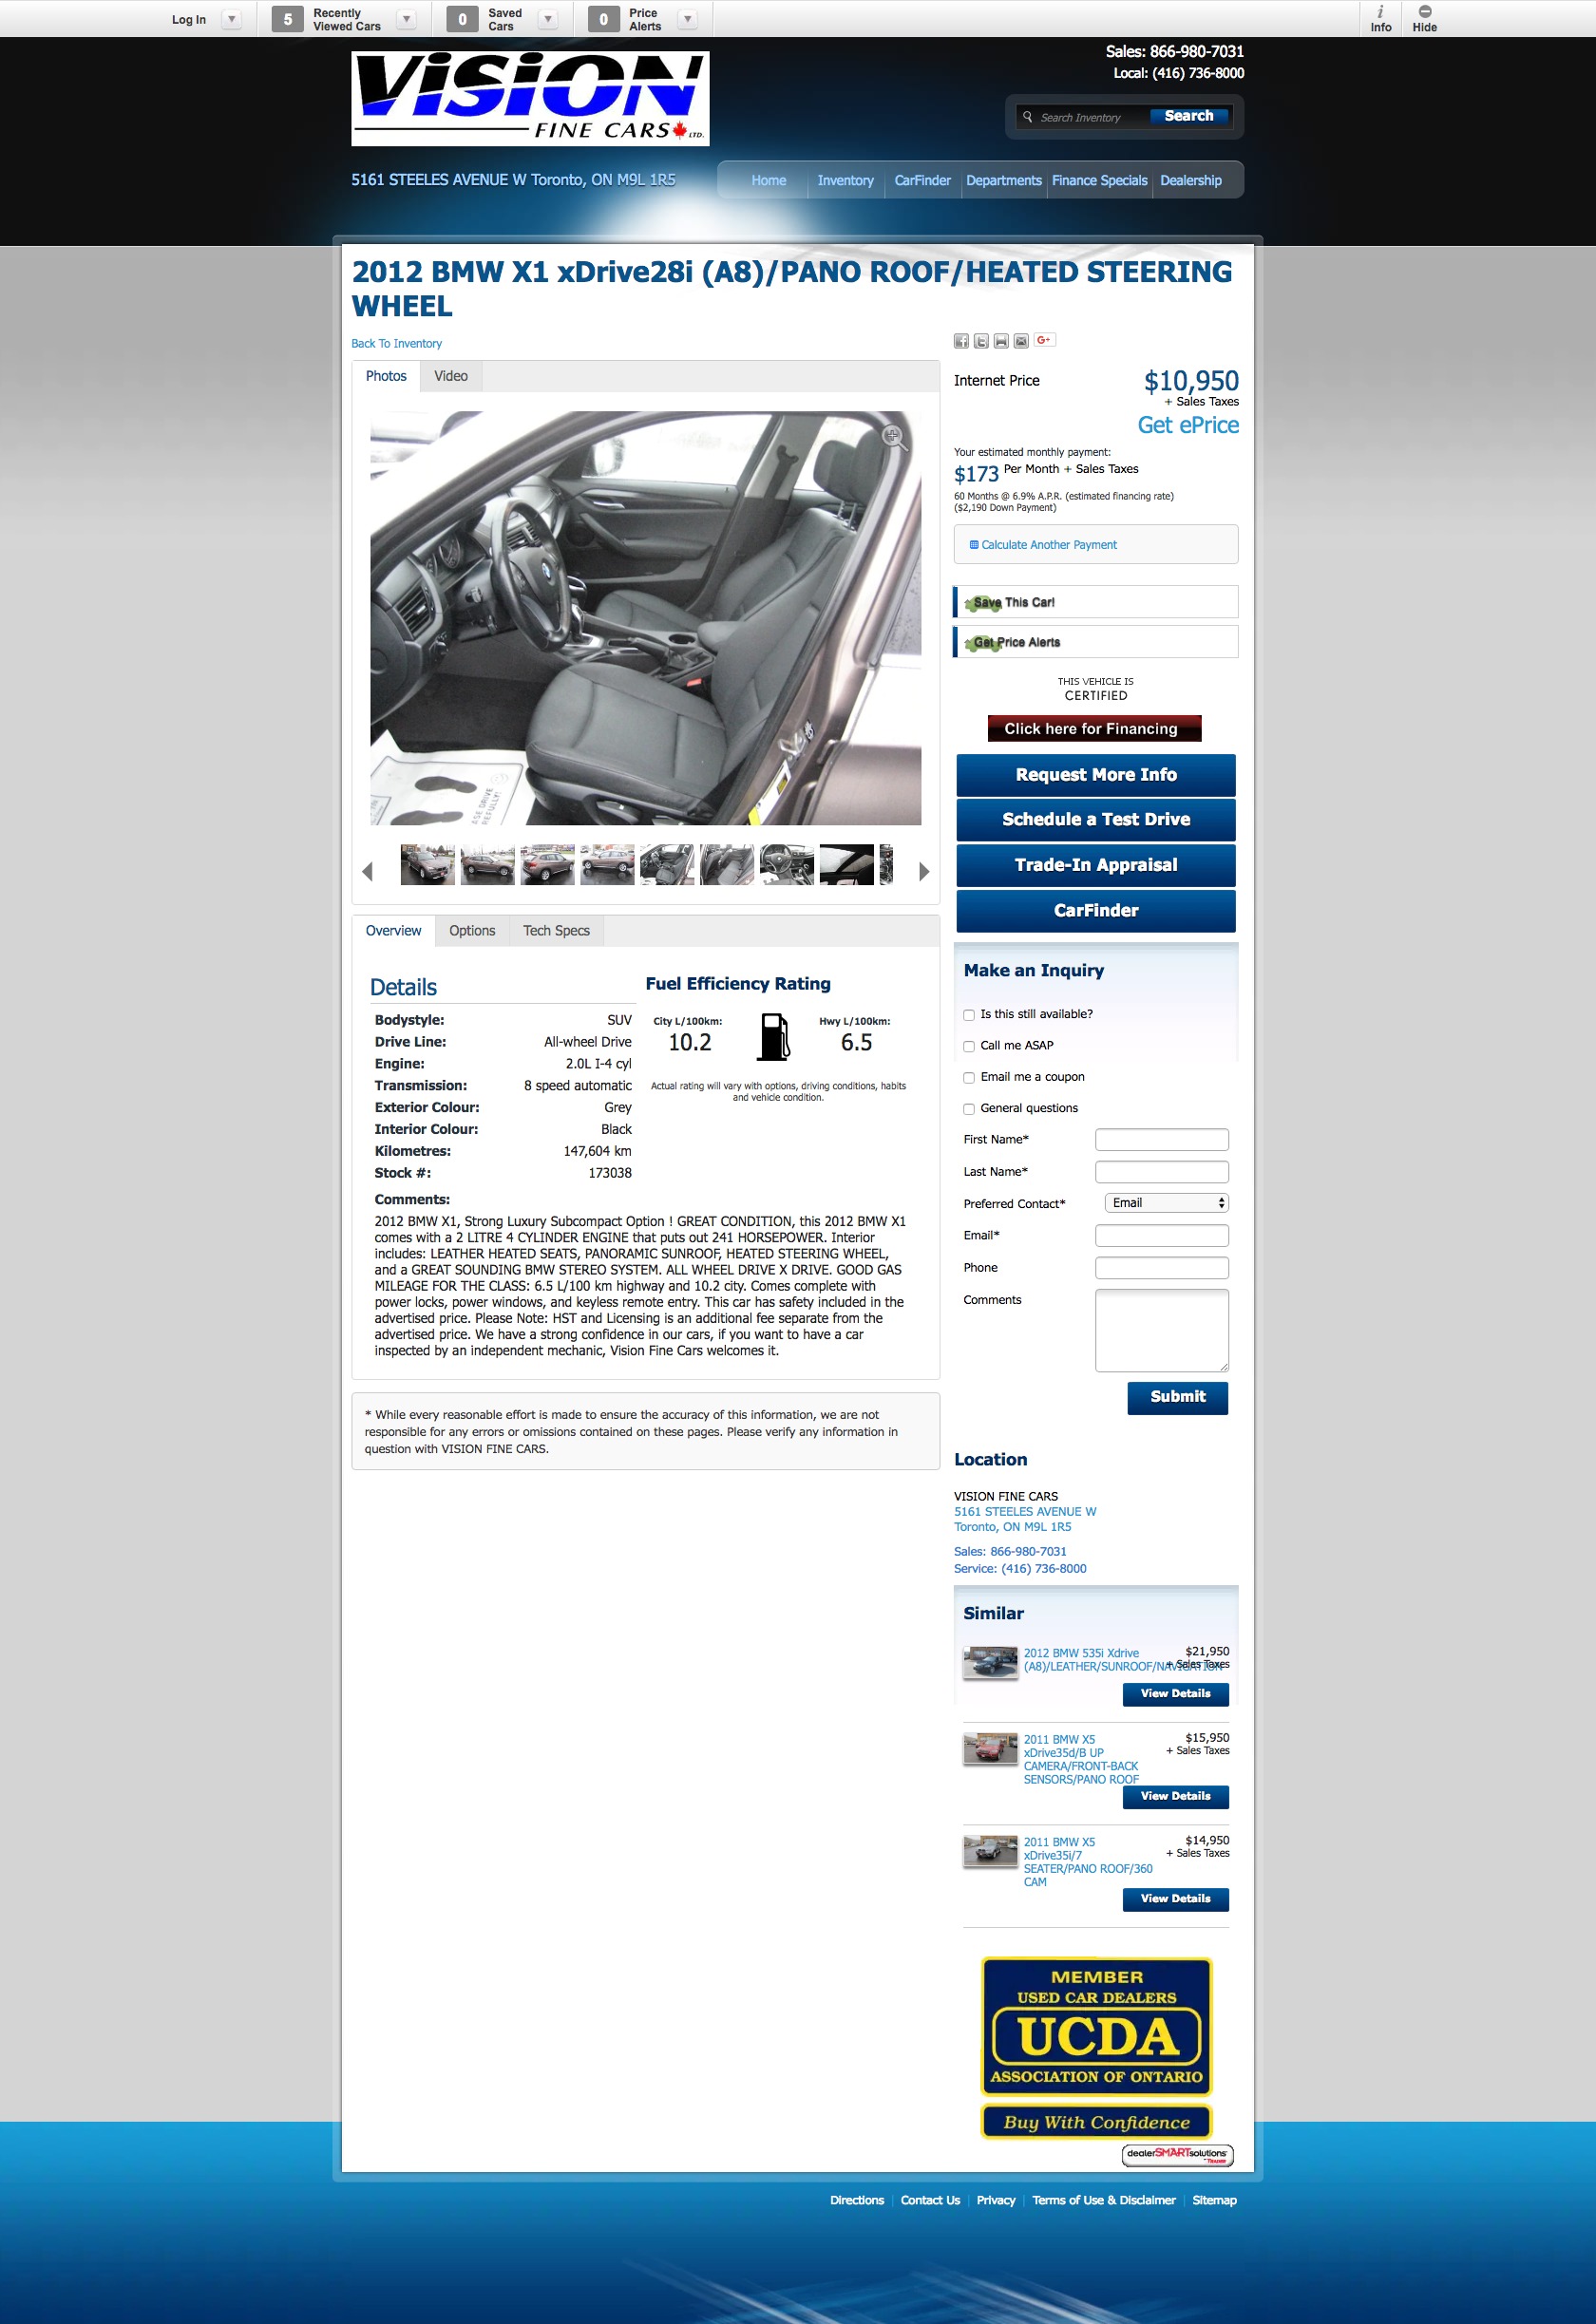 Log In
5
Recently
Viewed Cars
0
Saved
Cars
0
Price
Alerts
i
Info
Hide
VISION
FINE CARS LTD.
Sales: 866-980-7031
Local: (416) 736-8000
Search Inventory
Search
5161 STEELES AVENUE W Toronto, ON M9L 1R5
Home Inventory CarFinder Departments Finance Specials Dealership
2012 BMW X1 xDrive28i (A8)/PANO ROOF/HEATED STEERING
WHEEL
Back To Inventory
G+
Photos Video
Internet Price
$10,950
+ Sales Taxes
Get ePrice
Your estimated monthly payment:
$173 Per Month + Sales Taxes
60 Months @ 6.9% A.P.R. (estimated financing rate)
($2,190 Down Payment)
Calculate Another Payment
Save This Car!
Get Price Alerts
THIS VEHICLE IS
CERTIFIED
Click here for Financing
Request More Info
Schedule a Test Drive
Trade-In Appraisal
CarFinder
Overview Options Tech Specs
Details
Bodystyle: SUV
Drive Line: All-wheel Drive
Engine: 2.0L I-4 cyl
Transmission: 8 speed automatic
Exterior Colour: Grey
Interior Colour: Black
Kilometres: 147,604 km
Stock #: 173038
Fuel Efficiency Rating
City L/100km:
10.2
Hwy L/100km:
6.5
Actual rating will vary with options, driving conditions, habits
and vehicle condition.
Comments:
2012 BMW X1, Strong Luxury Subcompact Option ! GREAT CONDITION, this 2012 BMW X1
comes with a 2 LITRE 4 CYLINDER ENGINE that puts out 241 HORSEPOWER. Interior
includes: LEATHER HEATED SEATS, PANORAMIC SUNROOF, HEATED STEERING WHEEL,
and a GREAT SOUNDING BMW STEREO SYSTEM. ALL WHEEL DRIVE X DRIVE. GOOD GAS
MILEAGE FOR THE CLASS: 6.5 L/100 km highway and 10.2 city. Comes complete with
power locks, power windows, and keyless remote entry. This car has safety included in the
advertised price. Please Note: HST and Licensing is an additional fee separate from the
advertised price. We have a strong confidence in our cars, if you want to have a car
inspected by an independent mechanic, Vision Fine Cars welcomes it.
* While every reasonable effort is made to ensure the accuracy of this information, we are not
responsible for any errors or omissions contained on these pages. Please verify any information in
question with VISION FINE CARS.
Make an Inquiry
Is this still available?
Call me ASAP
Email me a coupon
General questions
First Name*
Last Name*
Preferred Contact* Email
Email*
Phone
Comments
Submit
Location
VISION FINE CARS
5161 STEELES AVENUE W
Toronto, ON M9L 1R5
Sales: 866-980-7031
Service: (416) 736-8000
Similar
2012 BMW 535i Xdrive
(A8)/LEATHER/SUNROOF/NAVIGATION
$21,950
+ Sales Taxes
View Details
2011 BMW X5
xDrive35d/B UP
CAMERA/FRONT-BACK
SENSORS/PANO ROOF
$15,950
+ Sales Taxes
View Details
2011 BMW X5
xDrive35i/7
SEATER/PANO ROOF/360
CAM
$14,950
+ Sales Taxes
View Details
MEMBER
USED CAR DEALERS
UCDA
ASSOCIATION OF ONTARIO
Buy With Confidence
dealerSMARTsolutions
Directions Contact Us Privacy Terms of Use & Disclaimer Sitemap